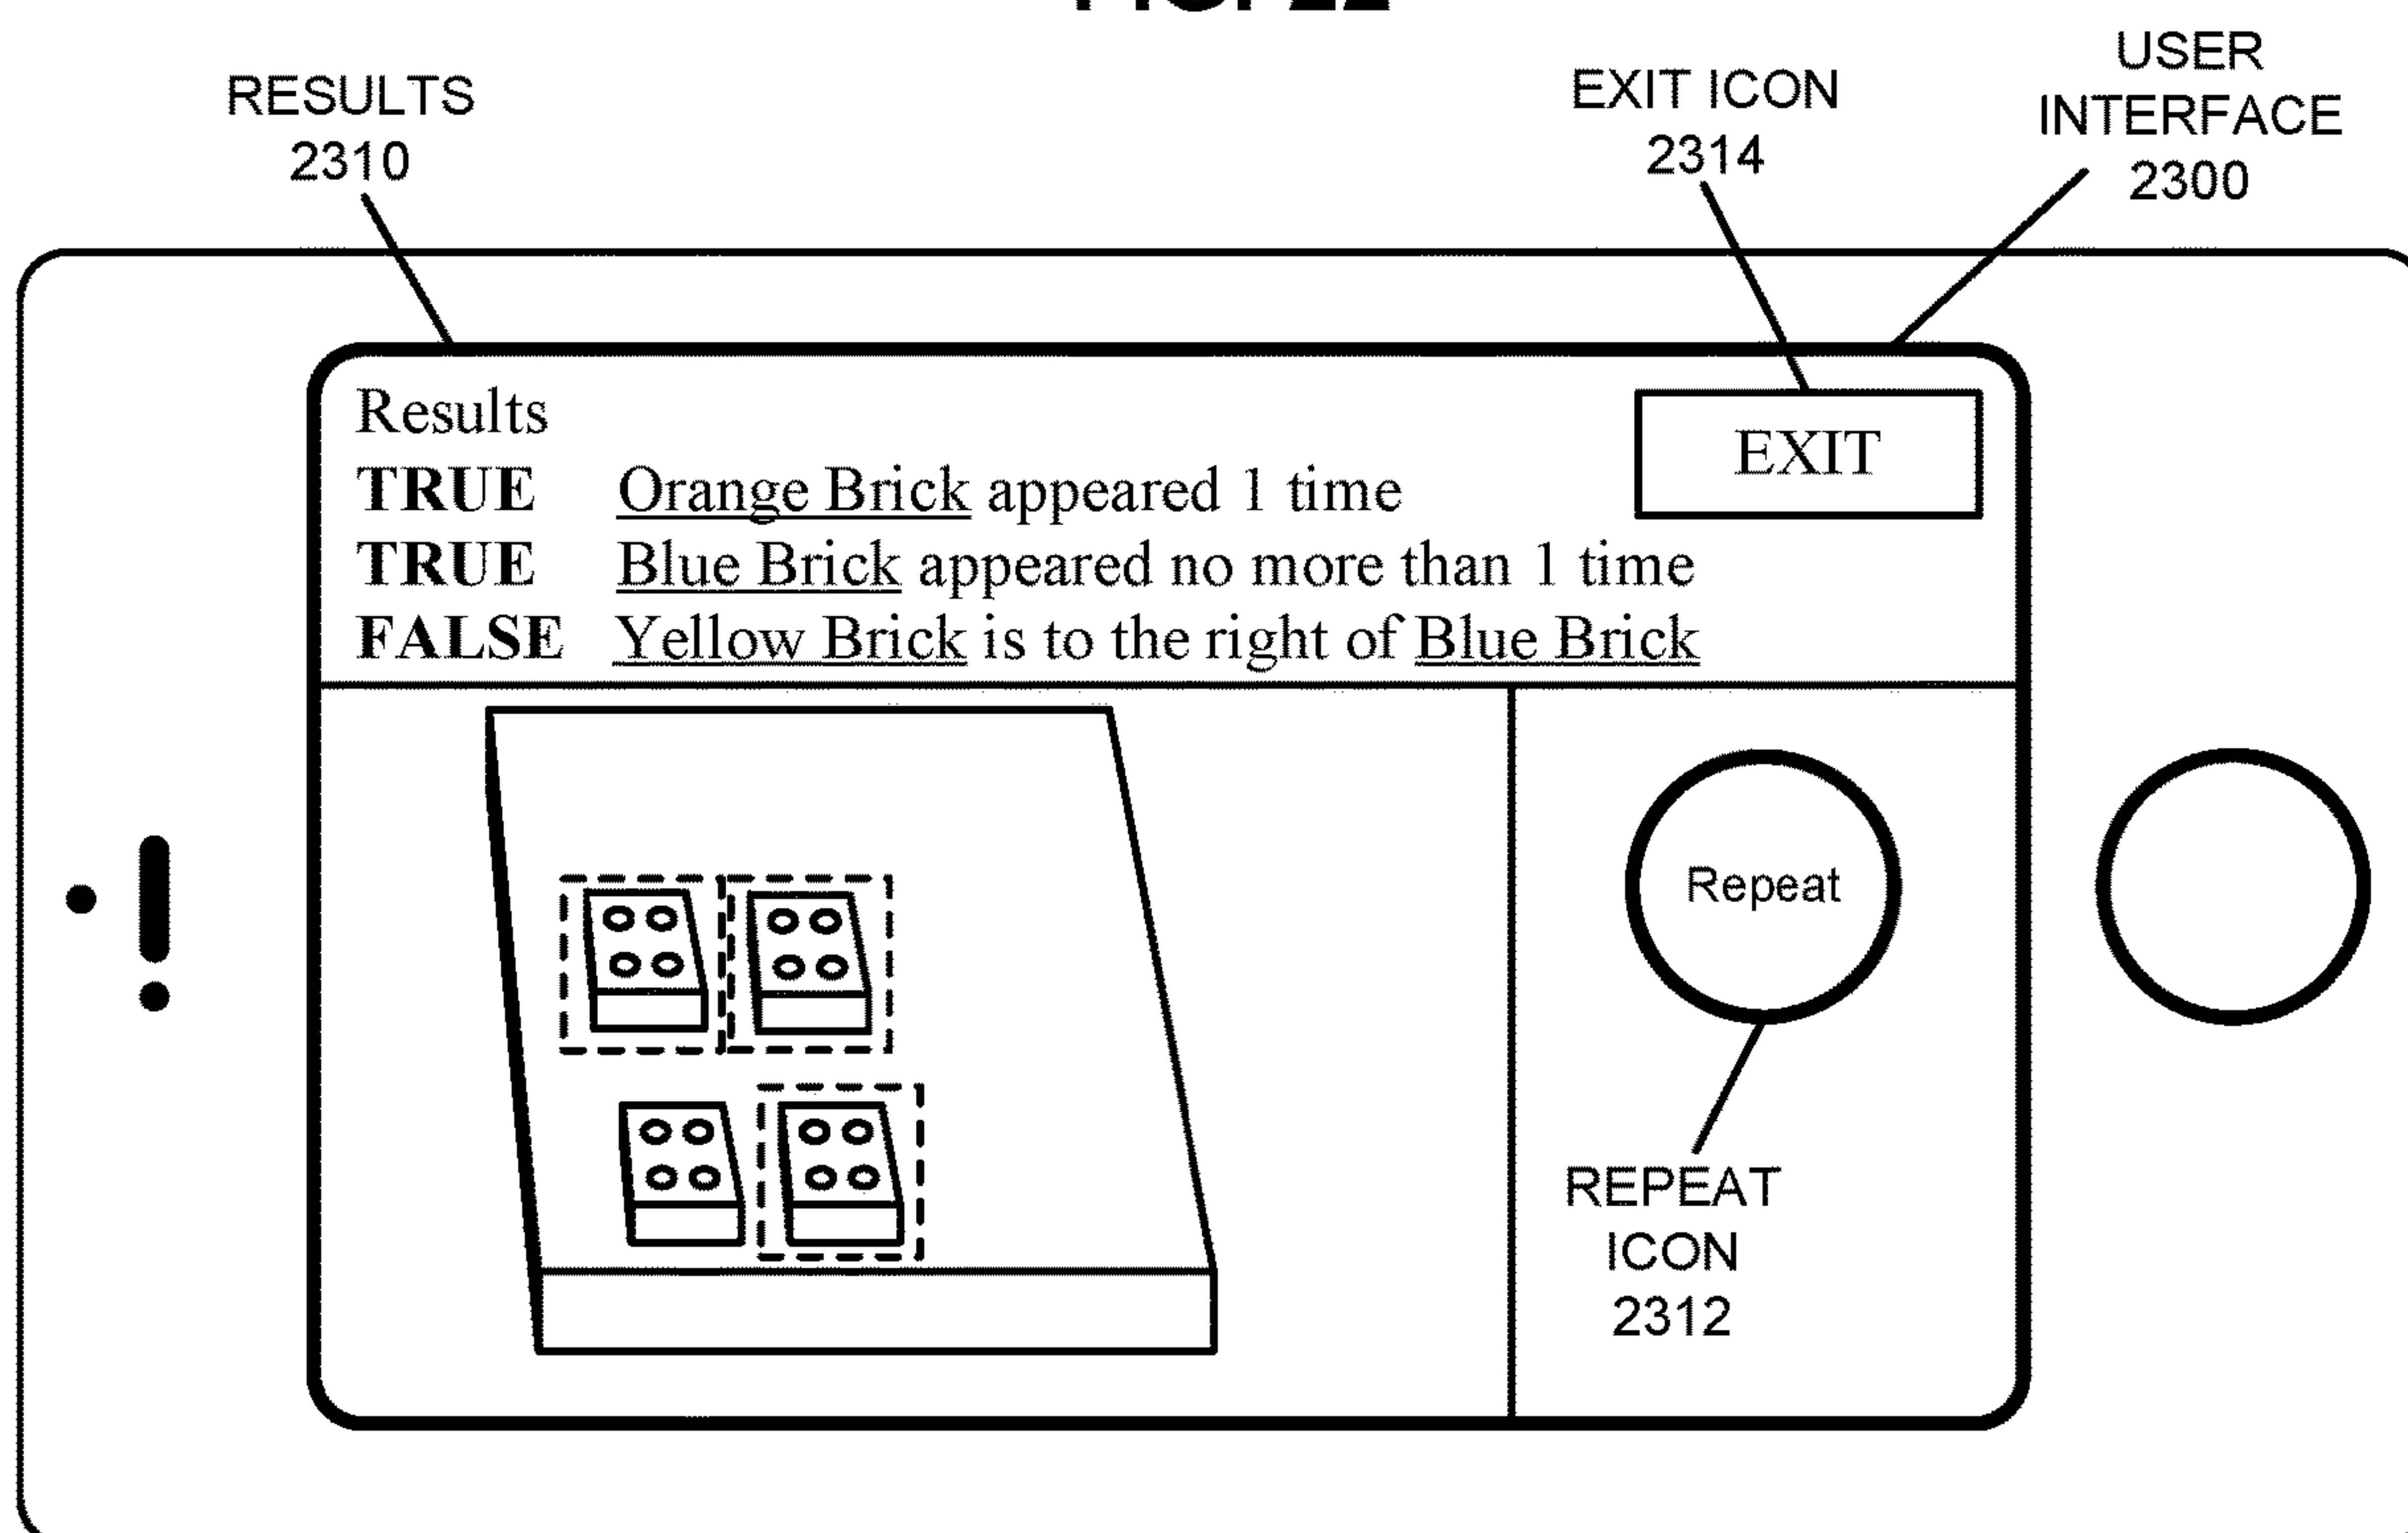 RESULTS
2310
EXIT ICON
2314
USER
INTERFACE
2300
Results
EXIT
TRUE Orange Brick appeared 1 time
TRUE Blue Brick appeared no more than 1 time
FALSE Yellow Brick is to the right of Blue Brick
Repeat
REPEAT
ICON
2312